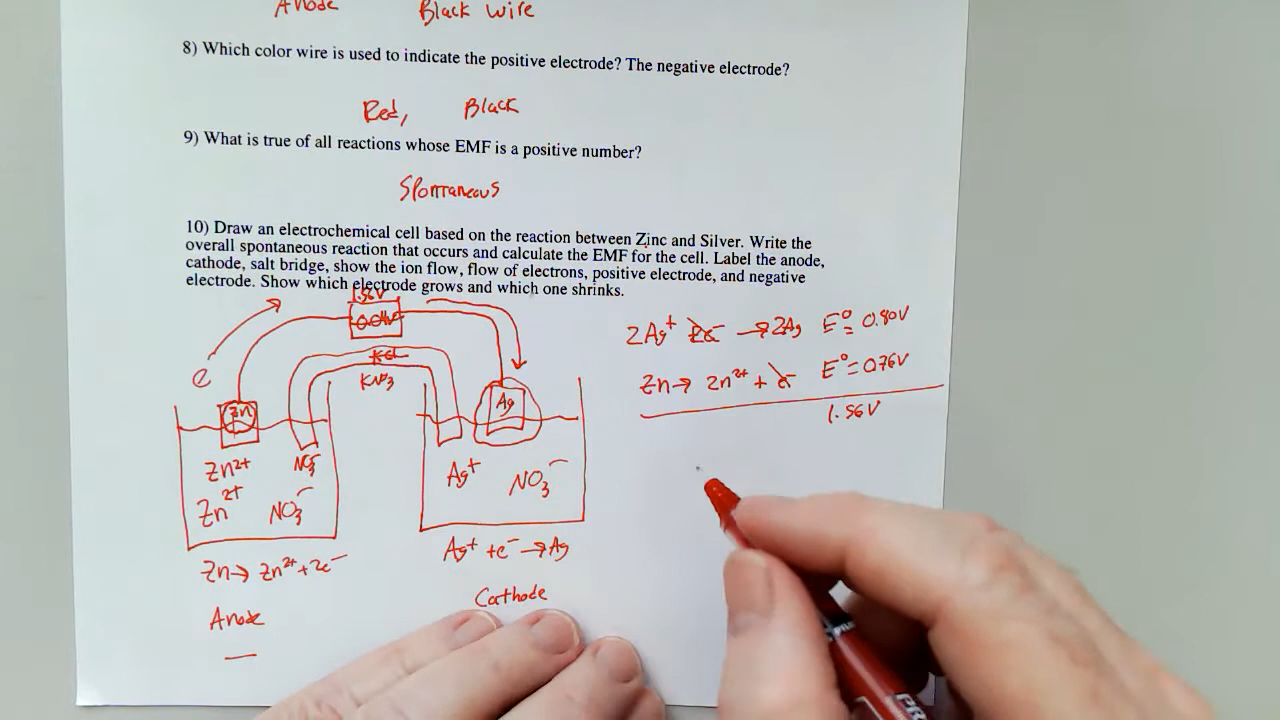 Anode Black Wire
8) Which color wire is used to indicate the positive electrode? The negative electrode?
Red, Black
9) What is true of all reactions whose EMF is a positive number?
Spontaneous
10) Draw an electrochemical cell based on the reaction between Zinc and Silver. Write the
overall spontaneous reaction that occurs and calculate the EMF for the cell. Label the anode,
cathode, salt bridge, show the ion flow, flow of electrons, positive electrode, and negative
electrode. Show which electrode grows and which one shrinks.
1.56V
0.04V
KCl
KNO3
e
Zn
Ag
Zn²⁺ NO3⁻
Zn²⁺ NO3⁻
Ag⁺ NO3⁻
Zn → Zn²⁺ + 2e⁻
Anode
—
Ag⁺ + e⁻ → Ag
Cathode
2Ag⁺ 2e⁻ → 2Ag E° = 0.80V
Zn → Zn²⁺ + e⁻ E° = 0.76V
1.56V